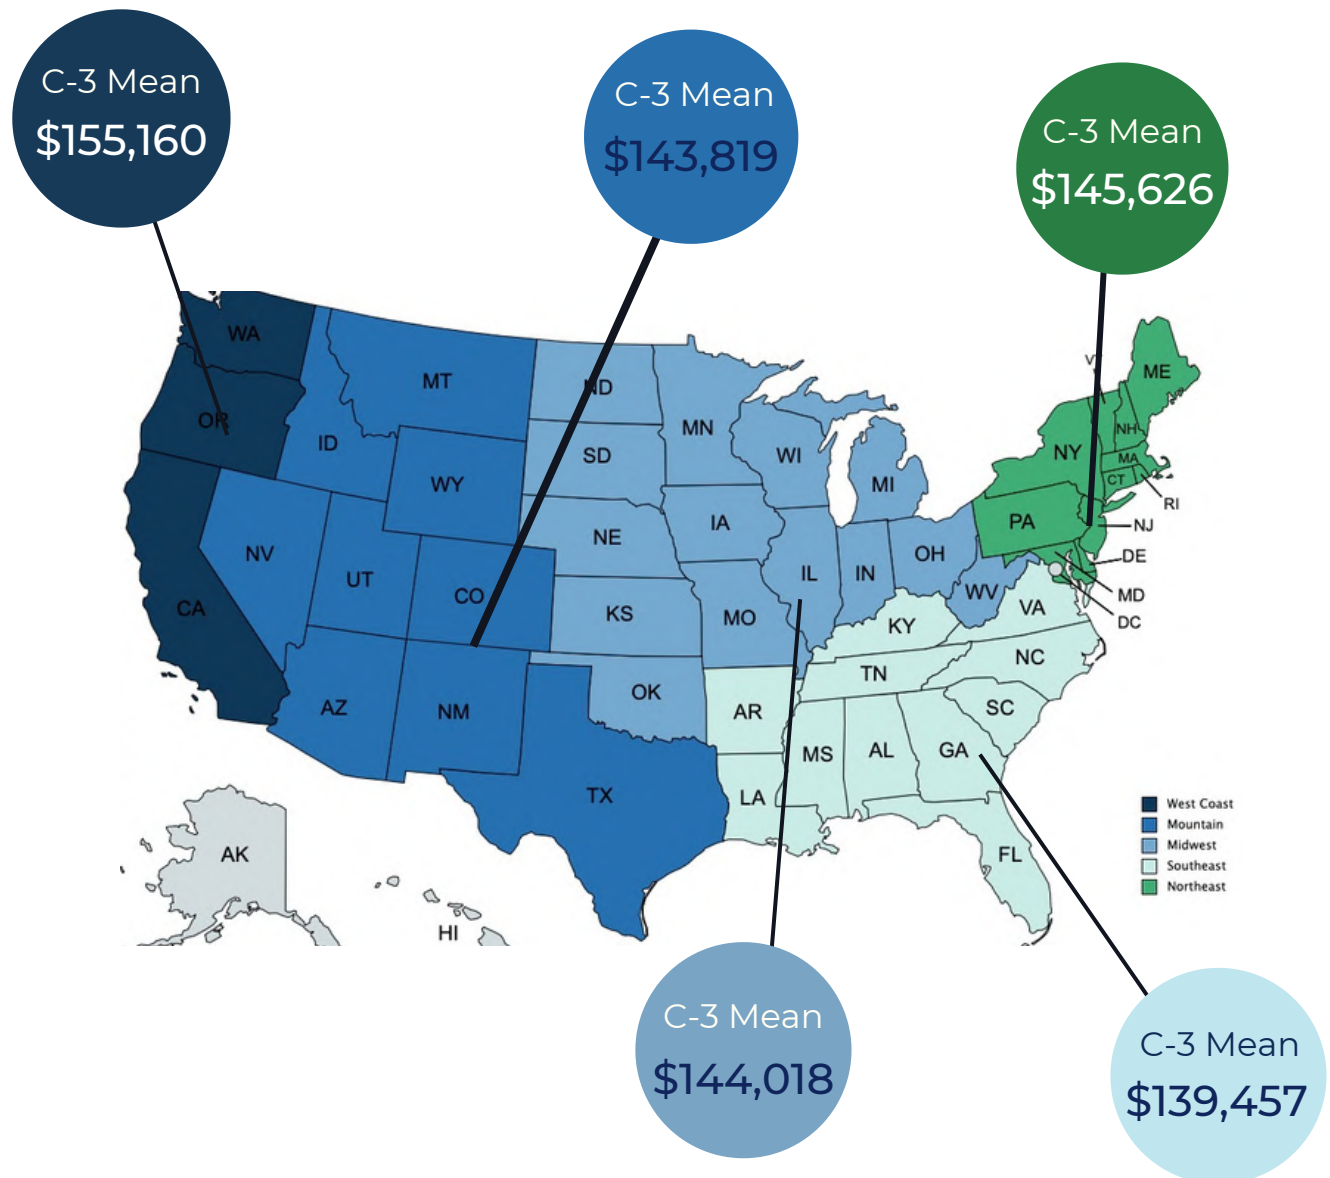 C-3 Mean
$155,160
C-3 Mean
$143,819
C-3 Mean
$145,626
WA
OR
CA
MT
ID
WY
NV
UT
CO
AZ
NM
TX
ND
SD
NE
KS
OK
MN
IA
MO
WI
IL
MI
IN
OH
WV
KY
TN
VA
NC
SC
AR
LA
MS
AL
GA
FL
VT
ME
NH
NY
MA
CT
RI
PA
NJ
DE
MD
DC
AK
HI
West Coast
Mountain
Midwest
Southeast
Northeast
C-3 Mean
$144,018
C-3 Mean
$139,457